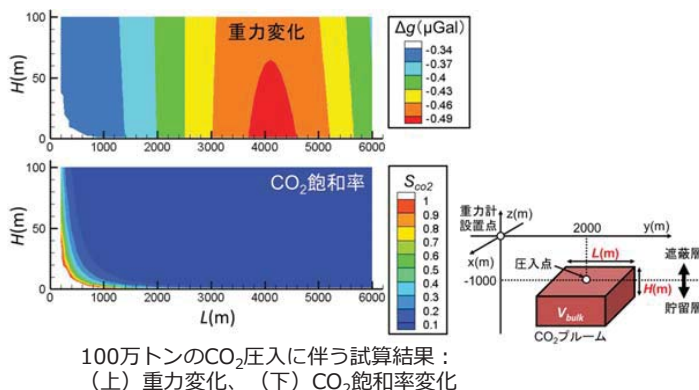 100
50
0
H(m)
重力変化
0 1000 2000 3000 4000 5000 6000
Δg(μGal)
-0.34
-0.37
-0.4
-0.43
-0.46
-0.49
100
50
0
H(m)
CO₂飽和率
0 1000 2000 3000 4000 5000 6000
L(m)
S_co2
1
0.9
0.8
0.7
0.6
0.5
0.4
0.3
0.2
0.1
重力計
設置点
z(m)
2000
y(m)
x(m)
圧入点
L(m)
-1000
H(m)
遮蔽層
貯留層
V_bulk
CO₂プルーム
100万トンのCO₂圧入に伴う試算結果：
（上）重力変化、（下）CO₂飽和率変化